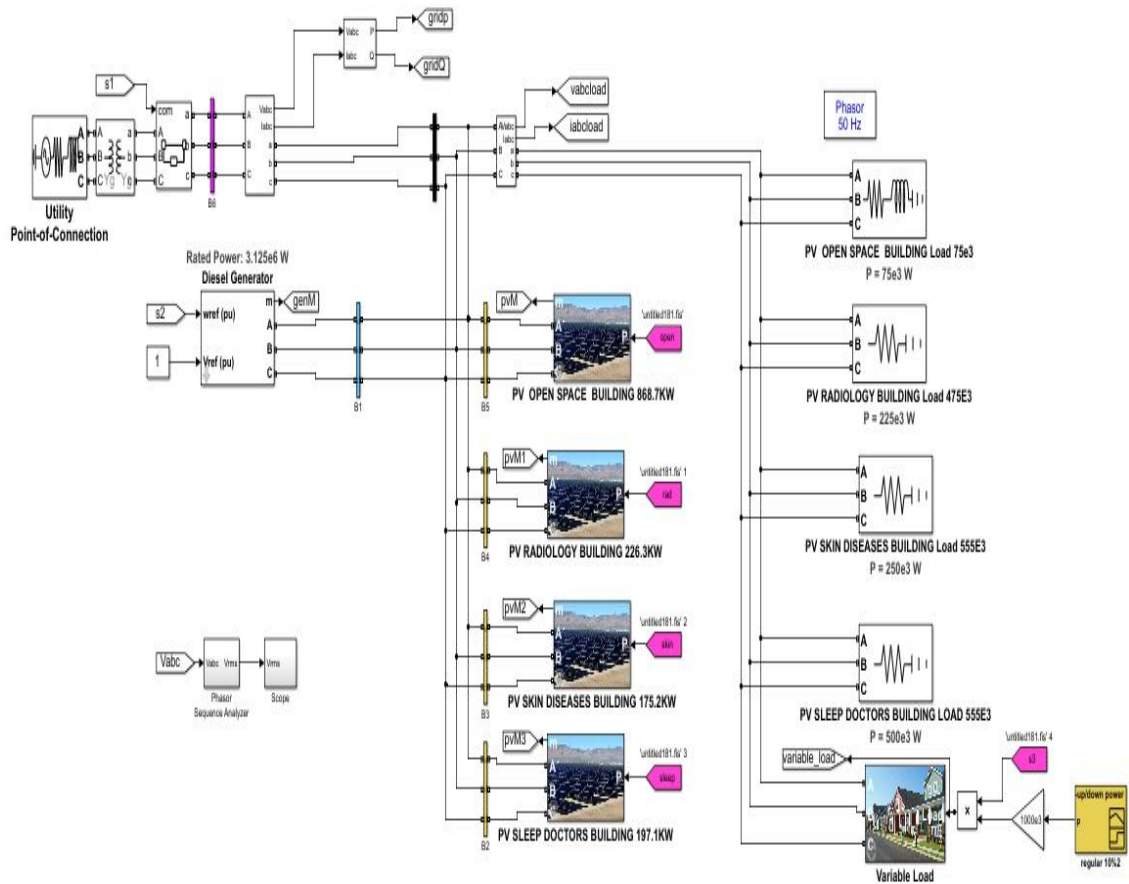 gridp
Vabc P
Iabc Q
gridQ
s1
com
a
A
B
C
A a
B b
C c
Yg Yg
A
B
C
b
c
B6
A
B
C
Vabc
Iabc
a
b
c
vabcload
iabcload
A Vabc
Iabc
B a
b
C c
Phasor
50 Hz
Utility
Point-of-Connection
A
B
C
PV OPEN SPACE BUILDING Load 75e3
P = 75e3 W
Rated Power: 3.125e6 W
Diesel Generator
s2
wref (pu)
1
Vref (pu)
m
A
B
C
genM
B1
B5
pvM
m
A
B
C
P
'untitled181.fis'
open
PV OPEN SPACE BUILDING 868.7KW
A
B
C
PV RADIOLOGY BUILDING Load 475E3
P = 225e3 W
pvM1
m
A
B
C
P
'untitled181.fis' 1
rad
B4
PV RADIOLOGY BUILDING 226.3KW
A
B
C
PV SKIN DISEASES BUILDING Load 555E3
P = 250e3 W
pvM2
m
A
B
C
P
'untitled181.fis' 2
skin
B3
PV SKIN DISEASES BUILDING 175.2KW
A
B
C
PV SLEEP DOCTORS BUILDING LOAD 555E3
P = 500e3 W
Vabc
Vabc Vrms
Vrms
Phasor
Sequence Analyzer
Scope
pvM3
m
A
B
C
P
'untitled181.fis' 3
sleep
B2
PV SLEEP DOCTORS BUILDING 197.1KW
variable_load
'untitled181.fis' 4
s3
A
C
x
1000e3
-up/down power
P
regular 10%2
Variable Load